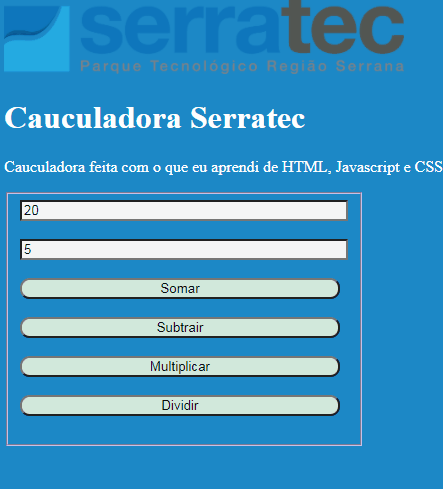 serratec
Parque Tecnológico Região Serrana
Cauculadora Serratec
Cauculadora feita com o que eu aprendi de HTML, Javascript e CSS
20
5
Somar
Subtrair
Multiplicar
Dividir